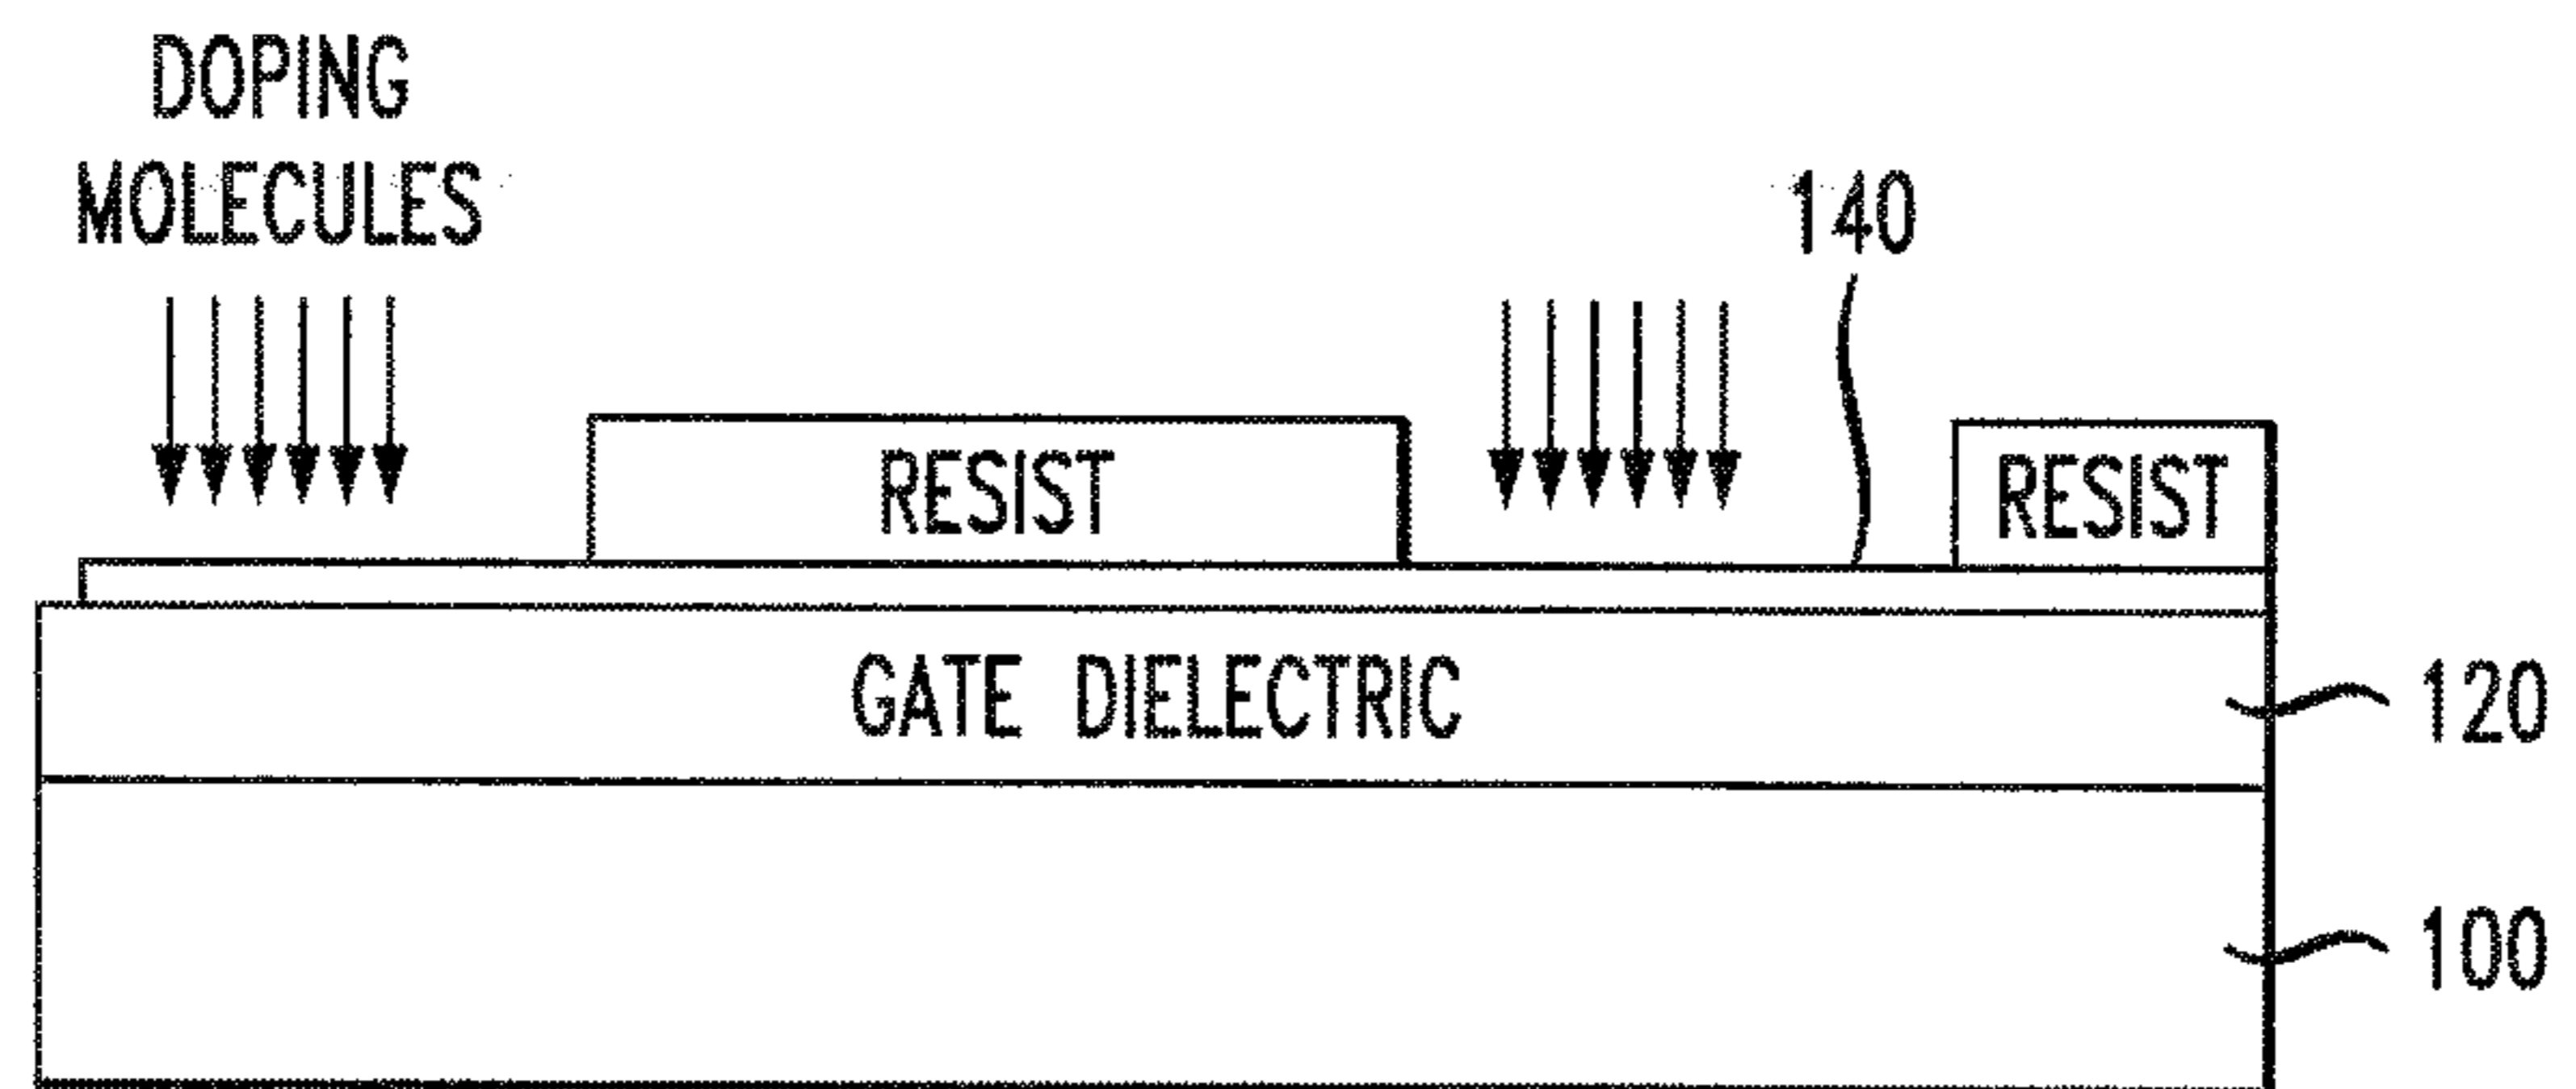 DOPING
MOLECULES
140
RESIST
RESIST
GATE DIELECTRIC
120
100